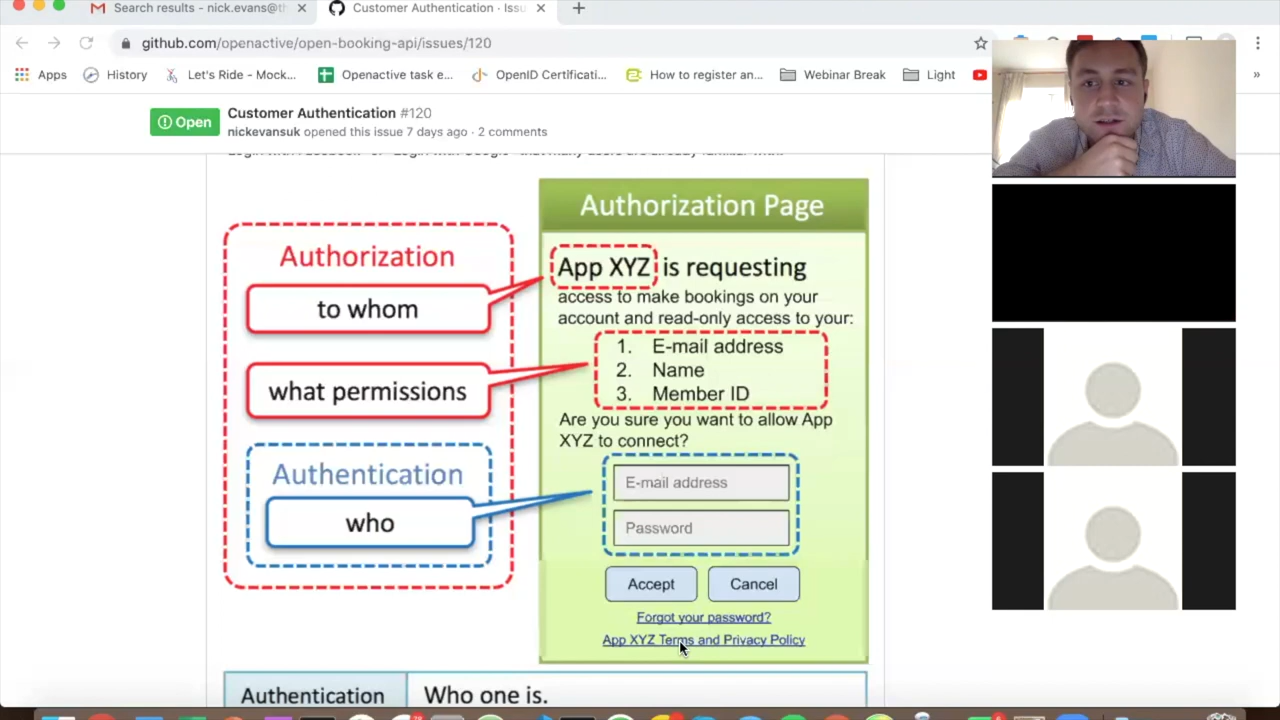 Search results - nick.evans@th
Customer Authentication · Issu
github.com/openactive/open-booking-api/issues/120
Apps
History
Let's Ride - Mock...
Openactive task e...
OpenID Certificati...
How to register an...
Webinar Break
Light
»
Open
Customer Authentication #120
nickevansuk opened this issue 7 days ago · 2 comments
Authorization Page
Authorization
to whom
what permissions
Authentication
who
App XYZ is requesting
access to make bookings on your
account and read-only access to your:
1. E-mail address
2. Name
3. Member ID
Are you sure you want to allow App
XYZ to connect?
E-mail address
Password
Accept
Cancel
Forgot your password?
App XYZ Terms and Privacy Policy
Authentication
Who one is.